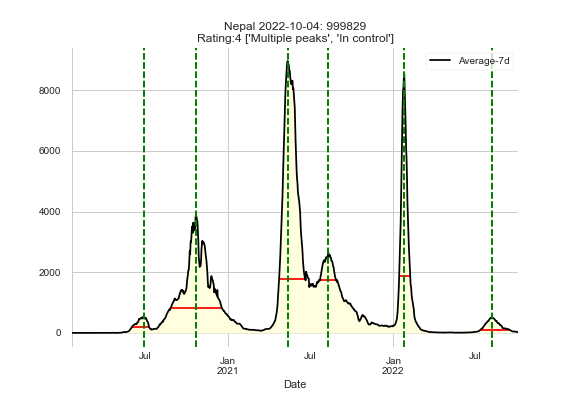 Nepal 2022-10-04: 999829
Rating:4 ['Multiple peaks', 'In control']
Average-7d
8000
6000
4000
2000
0
Jul
Jan
2021
Jul
Jan
2022
Jul
Date